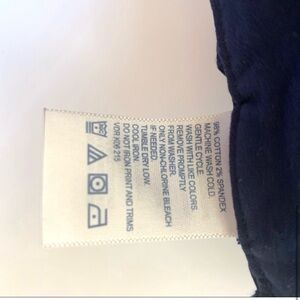 98% COTTON 2% SPANDEX
MACHINE WASH COLD.
GENTLE CYCLE.
WASH WITH LIKE COLORS.
REMOVE PROMPTLY
FROM WASHER.
ONLY NON-CHLORINE BLEACH
IF NEEDED.
TUMBLE DRY LOW.
COOL IRON.
DO NOT IRON PRINT AND TRIMS